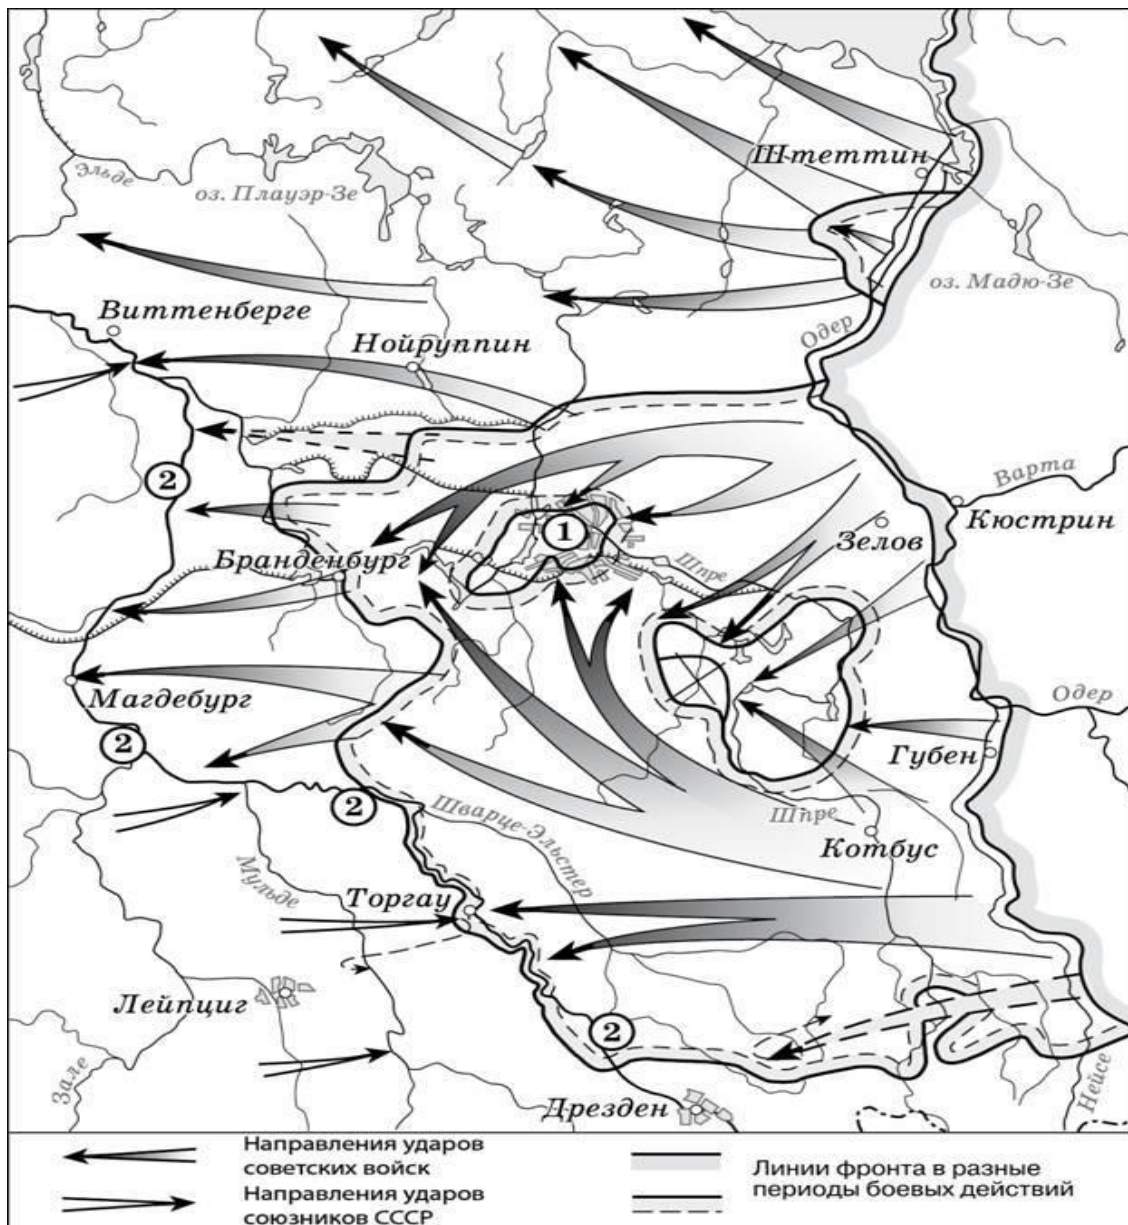 Штеттин
Эльде
оз. Плауэр-Зе
оз. Мадю-Зе
Виттенберге
Одер
Нойруппин
2
Варта
Кюстрин
1
Зелов
Бранденбург
Шпре
Магдебург
Одер
2
Губен
2
Шварце-Эльстер
Шпре
Котбус
Мульде
Торгау
Лейпциг
2
Зале
Нейсе
Дрезден
Направления ударов
советских войск
Направления ударов
союзников СССР
Линии фронта в разные
периоды боевых действий